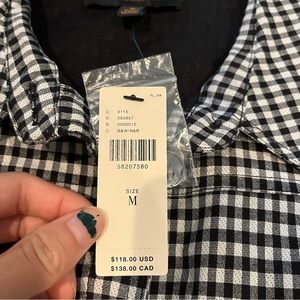 C: 4115
V: 063857
S: 0000012
C: B&W/N&B
58207580
SIZE
M
$118.00 USD
$138.00 CAD